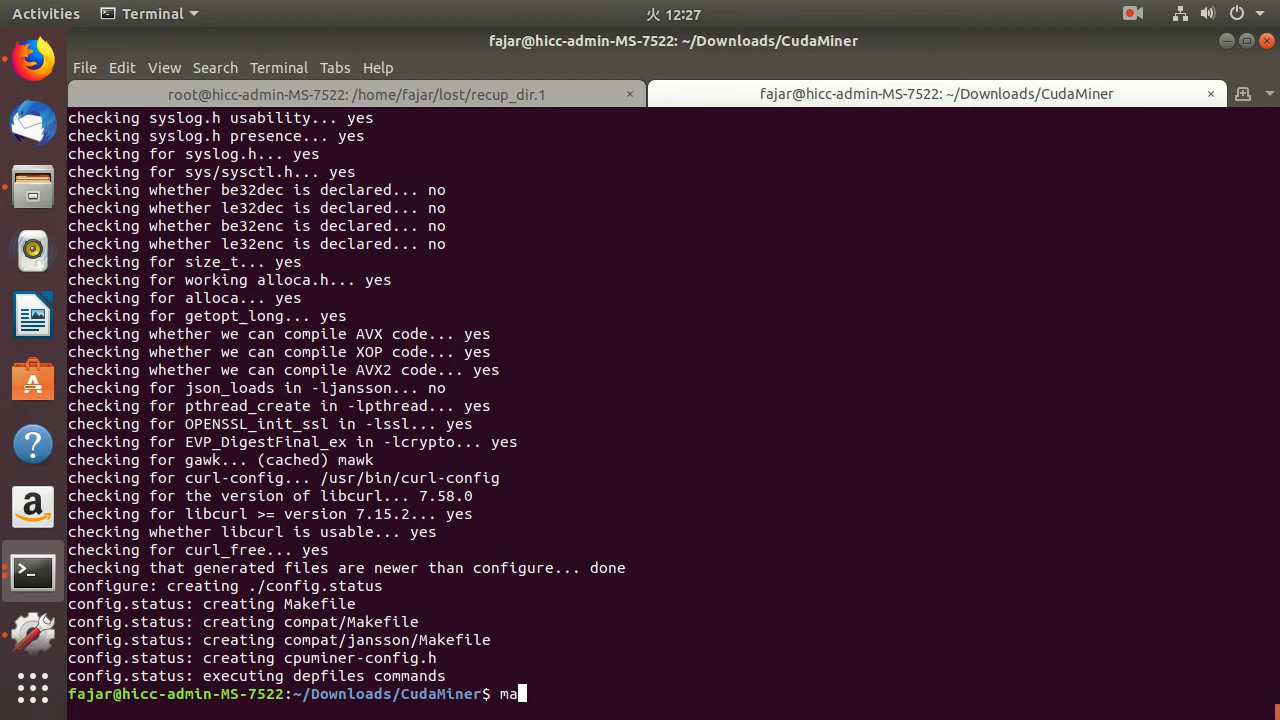 Activities Terminal 火 12:27
fajar@hicc-admin-MS-7522: ~/Downloads/CudaMiner
File Edit View Search Terminal Tabs Help
root@hicc-admin-MS-7522: /home/fajar/lost/recup_dir.1 × fajar@hicc-admin-MS-7522: ~/Downloads/CudaMiner ×
checking syslog.h usability... yes
checking syslog.h presence... yes
checking for syslog.h... yes
checking for sys/sysctl.h... yes
checking whether be32dec is declared... no
checking whether le32dec is declared... no
checking whether be32enc is declared... no
checking whether le32enc is declared... no
checking for size_t... yes
checking for working alloca.h... yes
checking for alloca... yes
checking for getopt_long... yes
checking whether we can compile AVX code... yes
checking whether we can compile XOP code... yes
checking whether we can compile AVX2 code... yes
checking for json_loads in -ljansson... no
checking for pthread_create in -lpthread... yes
checking for OPENSSL_init_ssl in -lssl... yes
checking for EVP_DigestFinal_ex in -lcrypto... yes
checking for gawk... (cached) mawk
checking for curl-config... /usr/bin/curl-config
checking for the version of libcurl... 7.58.0
checking for libcurl >= version 7.15.2... yes
checking whether libcurl is usable... yes
checking for curl_free... yes
checking that generated files are newer than configure... done
configure: creating ./config.status
config.status: creating Makefile
config.status: creating compat/Makefile
config.status: creating compat/jansson/Makefile
config.status: creating cpuminer-config.h
config.status: executing depfiles commands
fajar@hicc-admin-MS-7522:~/Downloads/CudaMiner$ ma